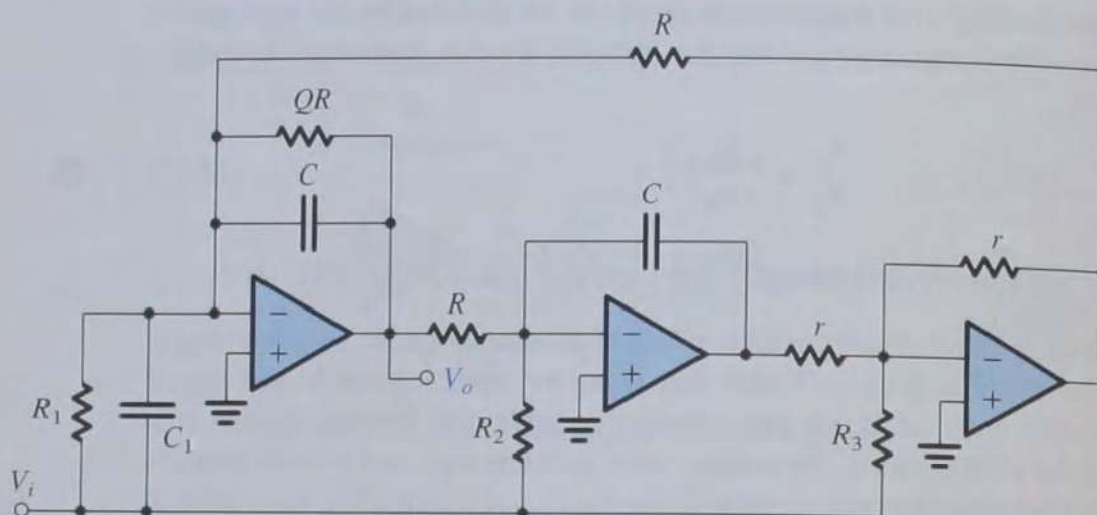 R
QR
C
C
r
R
r
− + − + − +
V_o
R_1
C_1
R_2
R_3
V_i